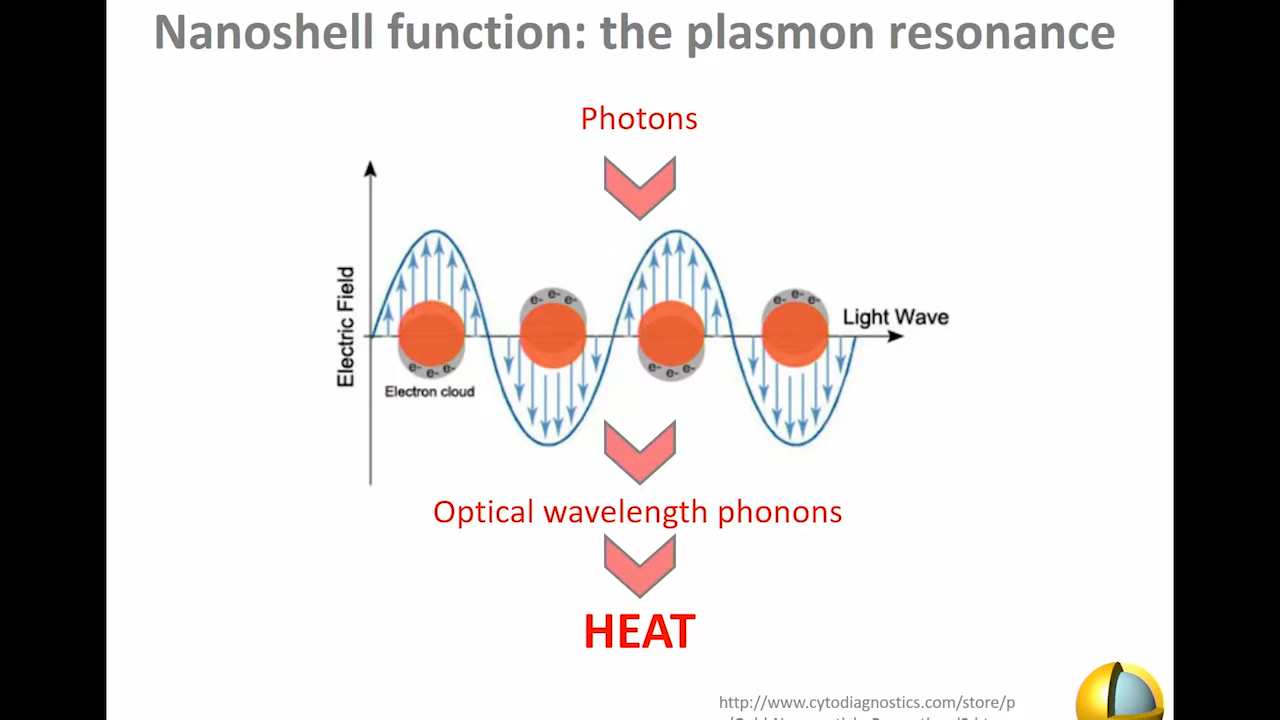 Nanoshell function: the plasmon resonance
Photons
Electric Field
e- e- e-
e- e- e-
Light Wave
e- e- e-
e- e- e-
Electron cloud
Optical wavelength phonons
HEAT
http://www.cytodiagnostics.com/store/p